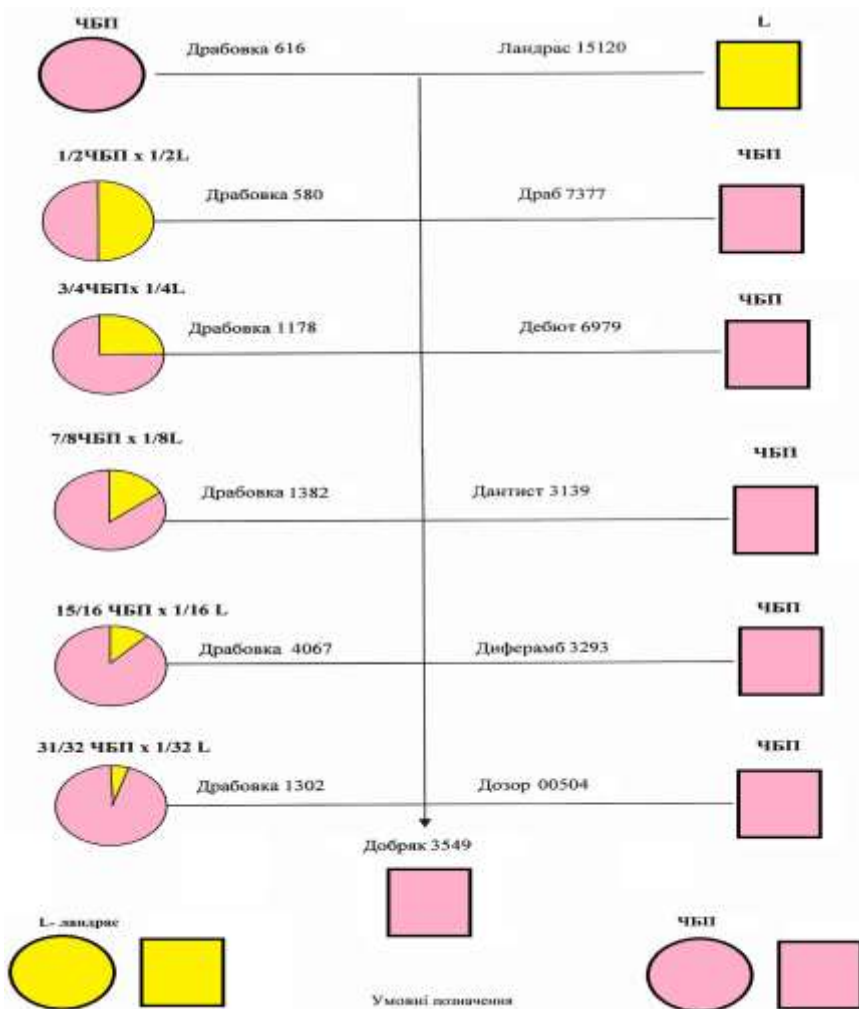 ЧБП
L
Драбовка 616
Ландрас 15120
1/2ЧБП х 1/2L
ЧБП
Драбовка 580
Драб 7377
3/4ЧБПх 1/4L
ЧБП
Драбовка 1178
Дебют 6979
7/8ЧБП х 1/8L
ЧБП
Драбовка 1382
Дантист 3139
15/16 ЧБП х 1/16 L
ЧБП
Драбовка 4067
Диферамб 3293
31/32 ЧБП х 1/32 L
ЧБП
Драбовка 1302
Дозор 00504
Добряк 3549
L- ландрас
ЧБП
Умовні позначення